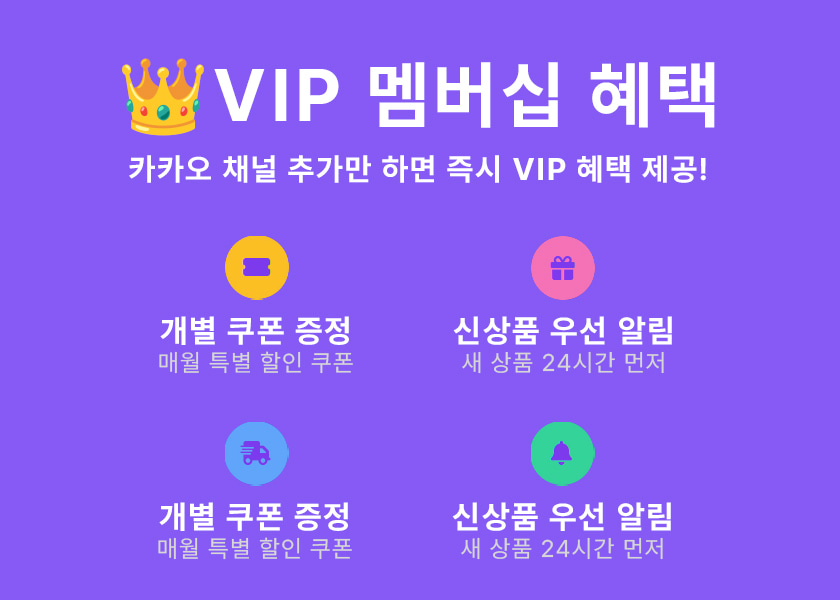 VIP 멤버십 혜택
카카오 채널 추가만 하면 즉시 VIP 혜택 제공!
개별 쿠폰 증정
매월 특별 할인 쿠폰
신상품 우선 알림
새 상품 24시간 먼저
개별 쿠폰 증정
매월 특별 할인 쿠폰
신상품 우선 알림
새 상품 24시간 먼저